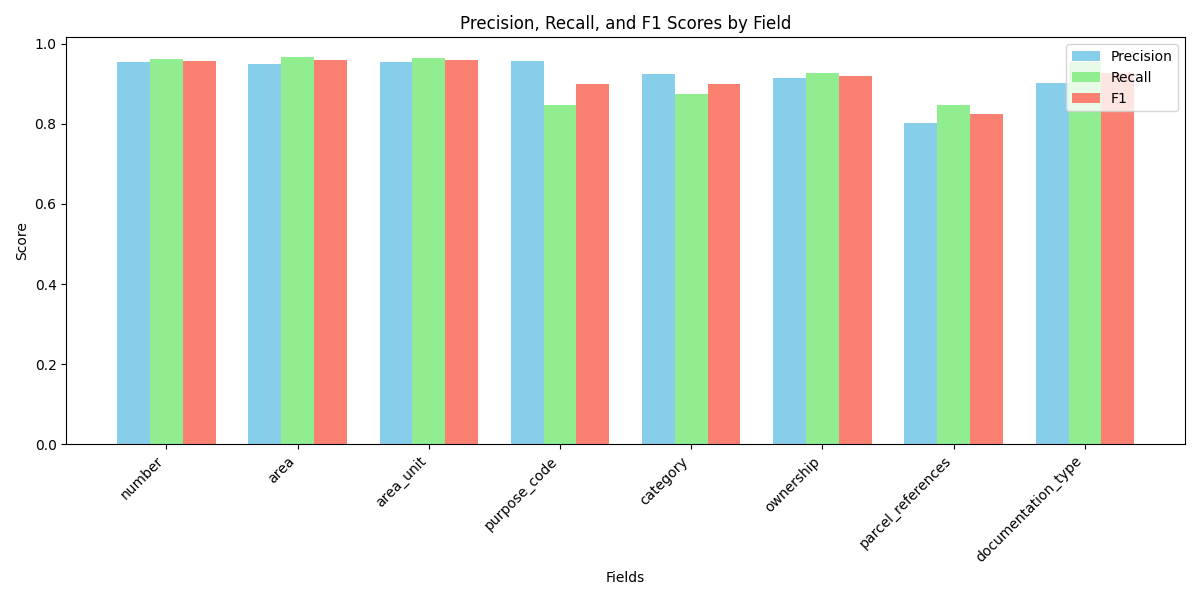 Precision, Recall, and F1 Scores by Field
Precision
Recall
F1
Score
1.0
0.8
0.6
0.4
0.2
0.0
number
area
area_unit
purpose_code
category
ownership
parcel_references
documentation_type
Fields